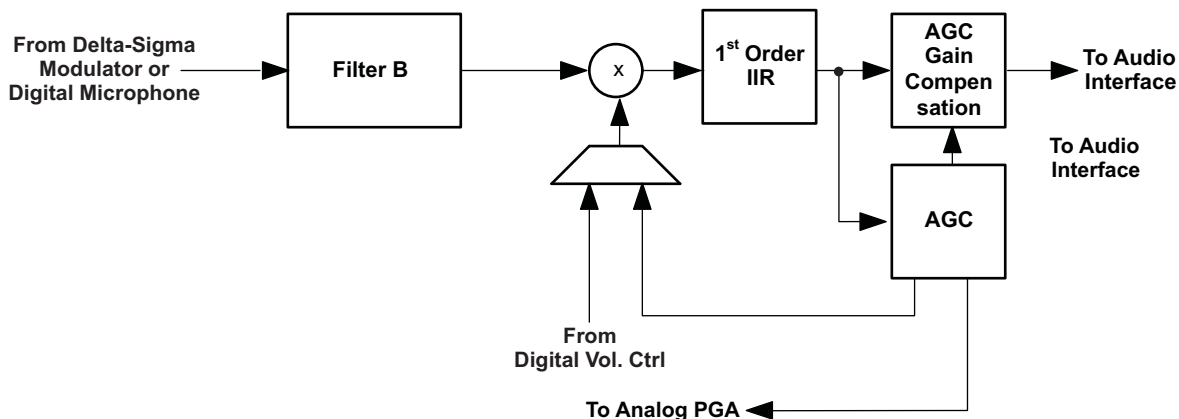 From Delta-Sigma
Modulator or
Digital Microphone
Filter B
x
1st Order
IIR
AGC
Gain
Compen
sation
To Audio
Interface
To Audio
Interface
AGC
From
Digital Vol. Ctrl
To Analog PGA